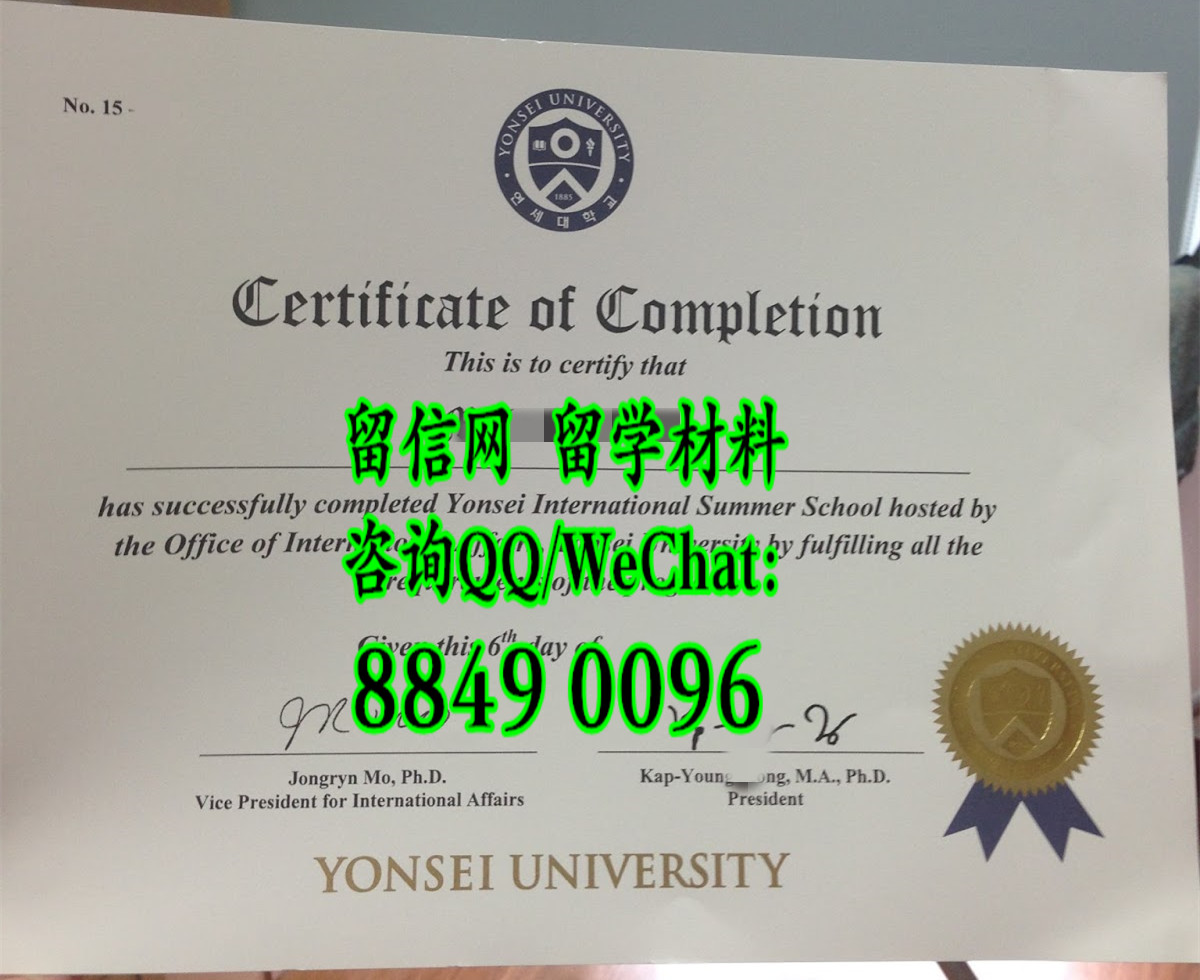 No. 15 -
YONSEI UNIVERSITY
1885
연세대학교
Certificate of Completion
This is to certify that
留信网 留学材料
has successfully completed Yonsei International Summer School hosted by
the Office of by fulfilling all the
咨询QQ/WeChat:
Given this 6th day of
8849 0096
Jongryn Mo, Ph.D.
Vice President for International Affairs
M.A., Ph.D.
President
YONSEI UNIVERSITY